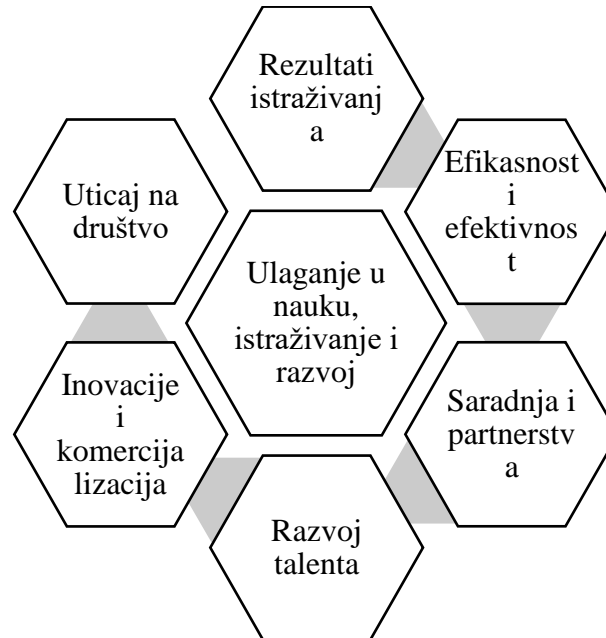 Rezultati
istraživanj
a
Efikasnost
i
efektivnos
t
Uticaj na
društvo
Ulaganje u
nauku,
istraživanje i
razvoj
Inovacije
i
komercija
lizacija
Saradnja i
partnerstv
a
Razvoj
talenta